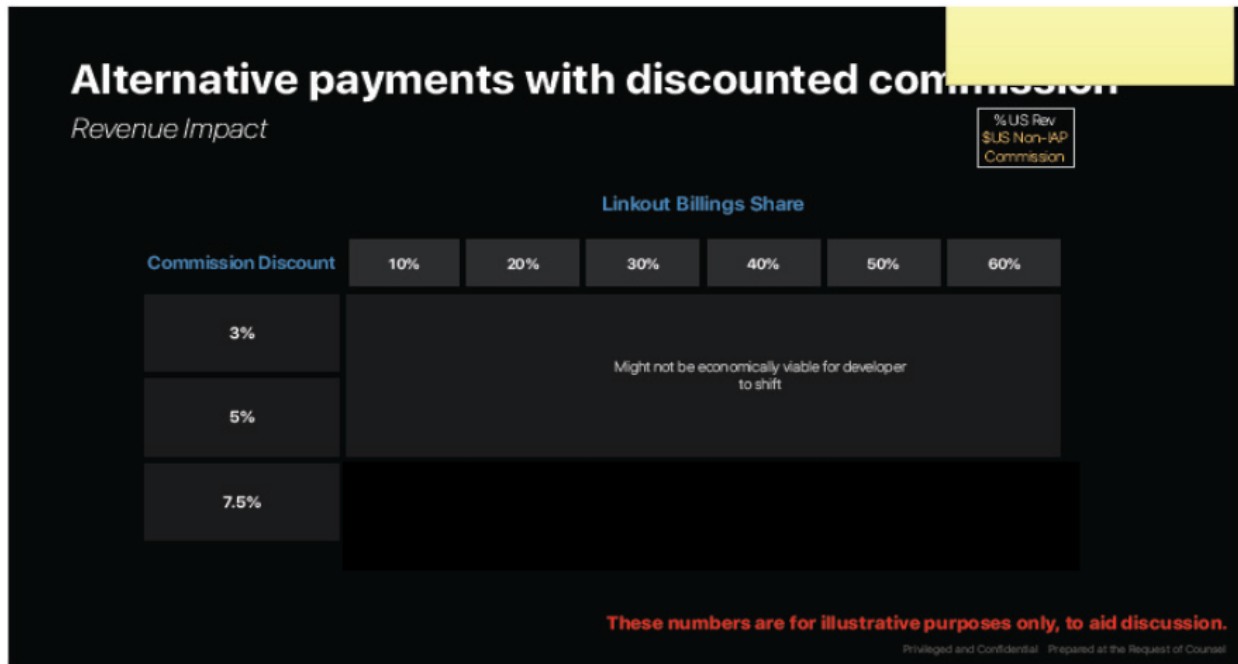 Alternative payments with discounted commission
Revenue Impact
% US Rev
$US Non-IAP
Commission
Linkout Billings Share
Commission Discount 10% 20% 30% 40% 50% 60%
3%
Might not be economically viable for developer
to shift
5%
7.5%
These numbers are for illustrative purposes only, to aid discussion.
Privileged and Confidential Prepared at the Request of Counsel